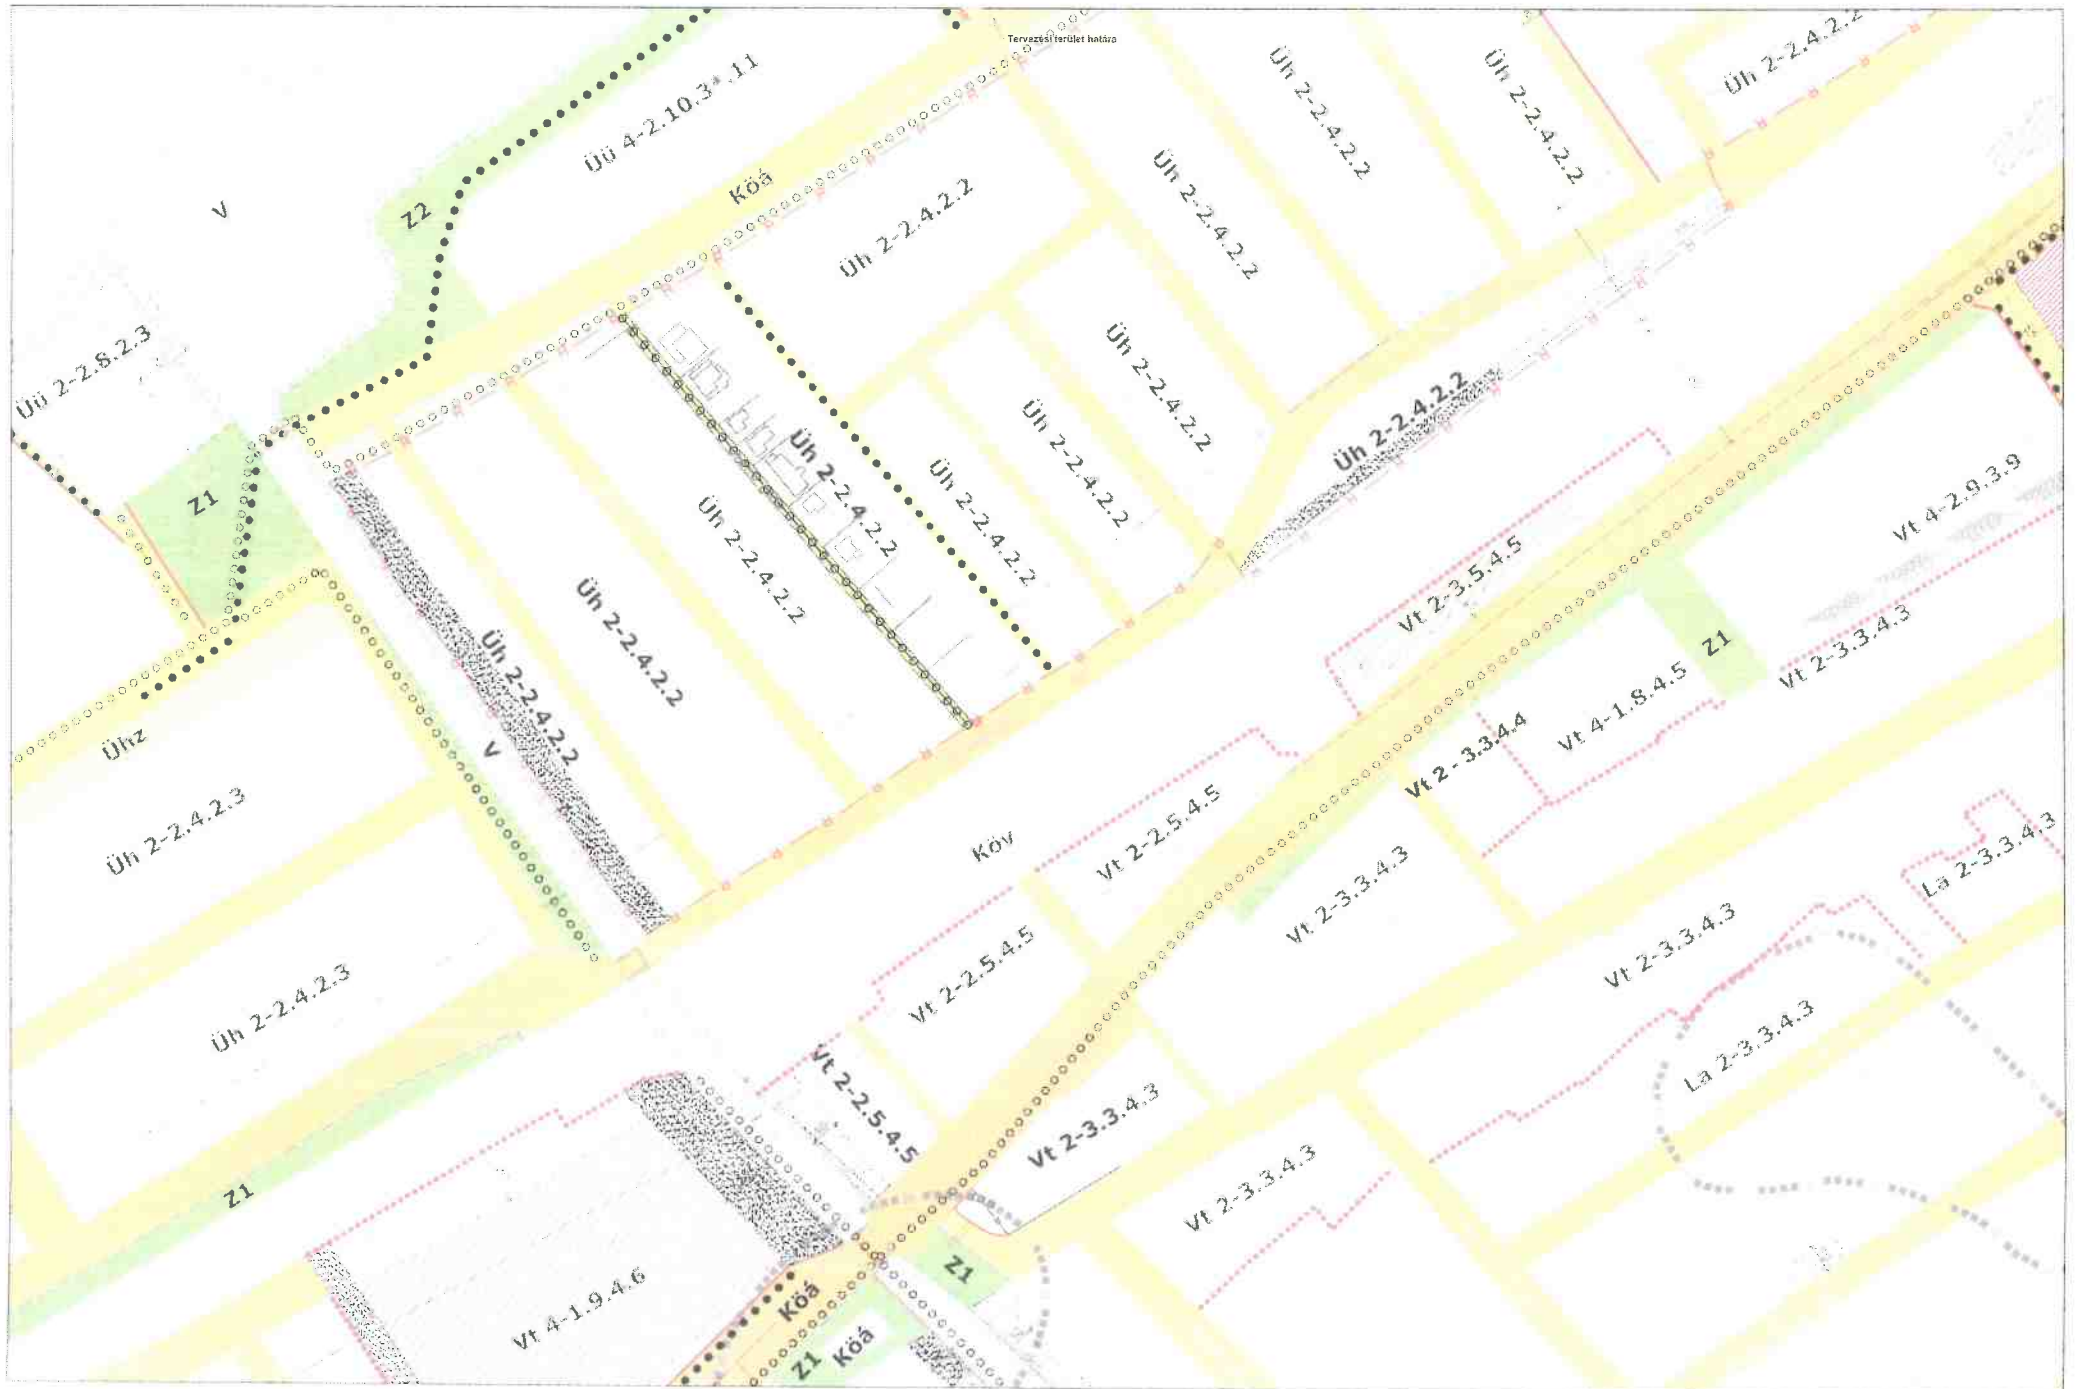 Tervezési terület határa
Üü 4-2.10.3*.11
Üh 2-2.4.2.2
Üh 2-2.4.2.2
Üh 2-2.4.2.2
V
Z2
Köá
Üh 2-2.4.2.2
Üh 2-2.4.2.2
Üü 2-2.8.2.3
Üh 2-2.4.2.2
Üh 2-2.4.2.2
Üh 2-2.4.2.2
Z1
Üh 2-2.4.2.2
Üh 2-2.4.2.2
Üh 2-2.4.2.2
Vt 4-2.9.3.9
Üh 2-2.4.2.2
Vt 2-3.5.4.5
Üh 2-2.4.2.2
Üh 2-2.4.2.2
Z1
Vt 2-3.3.4.3
V
Ühz
Vt 4-1.8.4.5
Vt 2-3.3.4.4
Üh 2-2.4.2.3
Köv
Vt 2-2.5.4.5
Vt 2-3.3.4.3
La 2-3.3.4.3
Vt 2-2.5.4.5
Vt 2-3.3.4.3
Üh 2-2.4.2.3
La 2-3.3.4.3
Vt 2-2.5.4.5
Vt 2-3.3.4.3
Vt 2-3.3.4.3
Z1
Z1
Vt 4-1.9.4.6
Köá
Köá
Z1